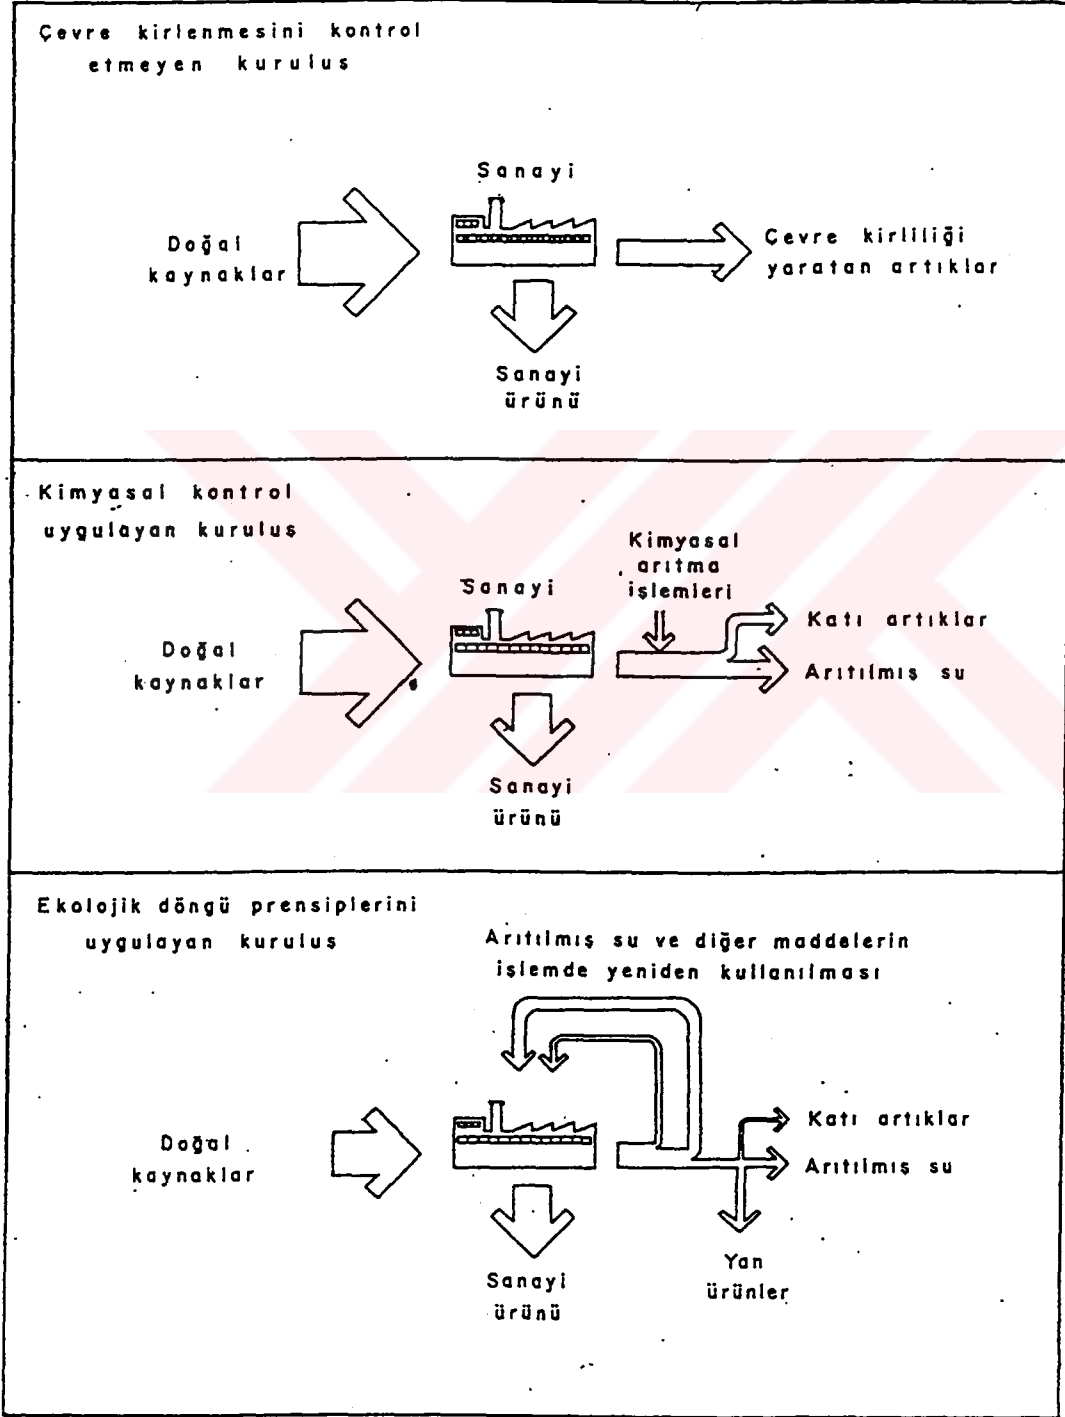 Çevre kirlenmesini kontrol
etmeyen kuruluş
Sanayi
Doğal
kaynaklar
Çevre kirliliği
yaratan artıklar
Sanayi
ürünü
Kimyasal kontrol
uygulayan kuruluş
Kimyasal
arıtma
işlemleri
Sanayi
Katı artıklar
Doğal
kaynaklar
Arıtılmış su
Sanayi
ürünü
Ekolojik döngü prensiplerini
uygulayan kuruluş
Arıtılmış su ve diğer maddelerin
işlemde yeniden kullanılması
Katı artıklar
Doğal
kaynaklar
Arıtılmış su
Yan
ürünler
Sanayi
ürünü